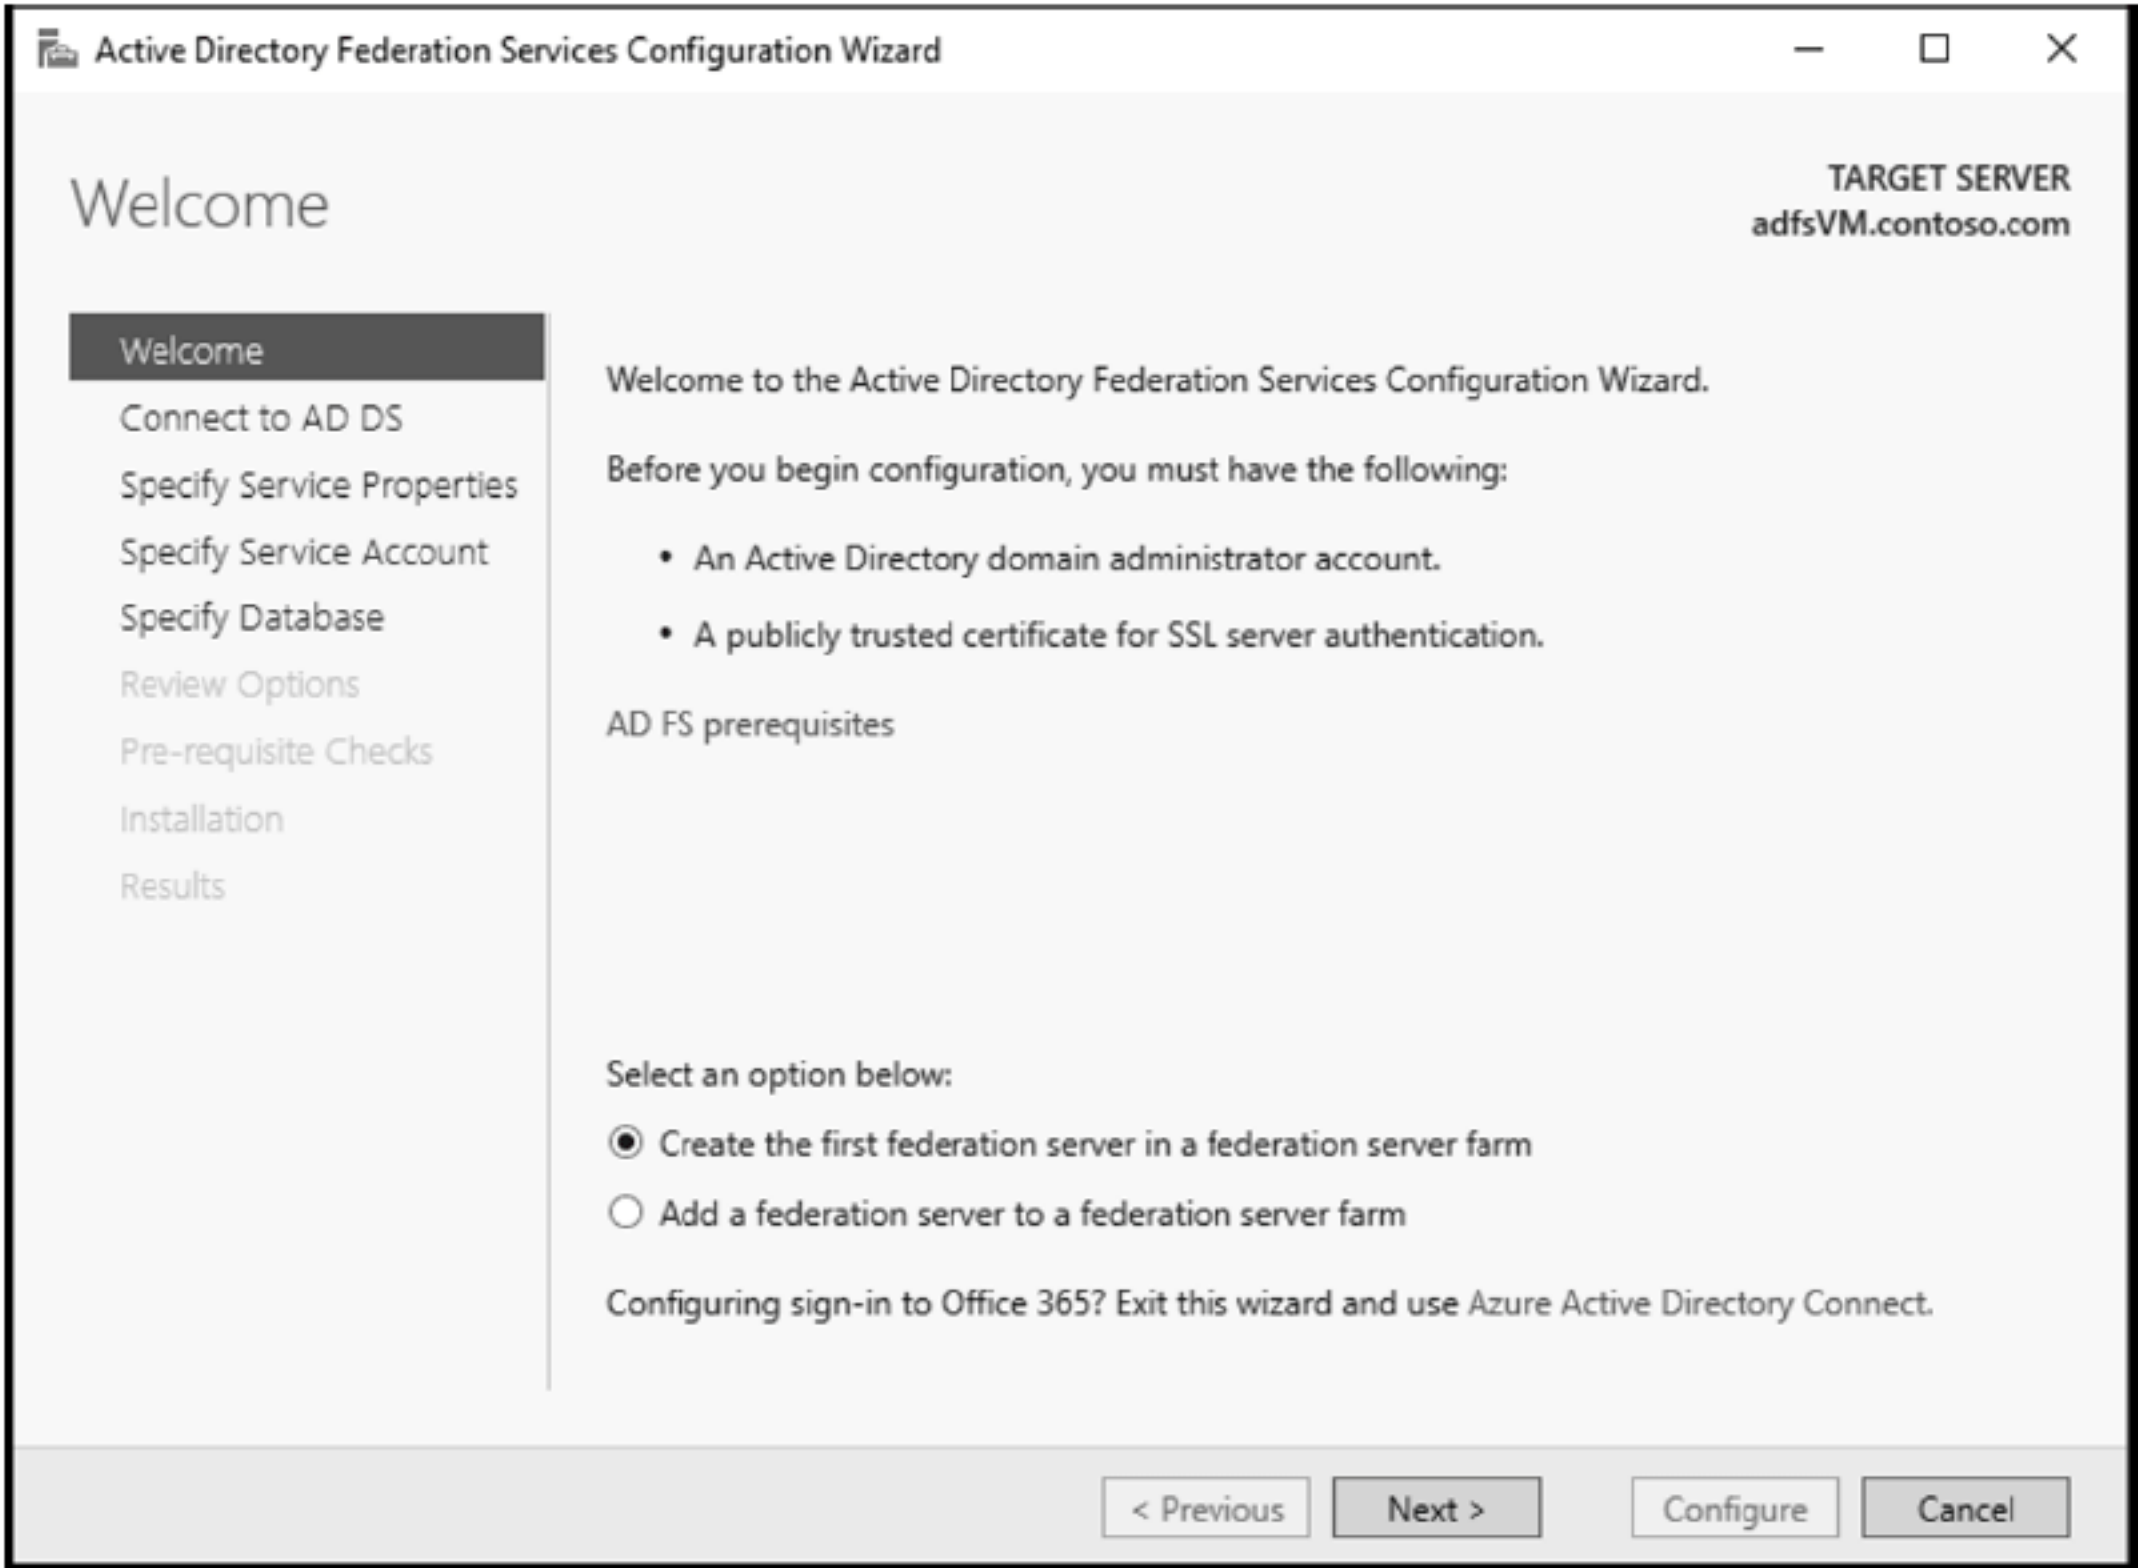 Active Directory Federation Services Configuration Wizard
Welcome
TARGET SERVER
adfsVM.contoso.com
Welcome
Connect to AD DS
Specify Service Properties
Specify Service Account
Specify Database
Review Options
Pre-requisite Checks
Installation
Results
Welcome to the Active Directory Federation Services Configuration Wizard.
Before you begin configuration, you must have the following:
• An Active Directory domain administrator account.
• A publicly trusted certificate for SSL server authentication.
AD FS prerequisites
Select an option below:
Create the first federation server in a federation server farm
Add a federation server to a federation server farm
Configuring sign-in to Office 365? Exit this wizard and use Azure Active Directory Connect.
< Previous
Next >
Configure
Cancel